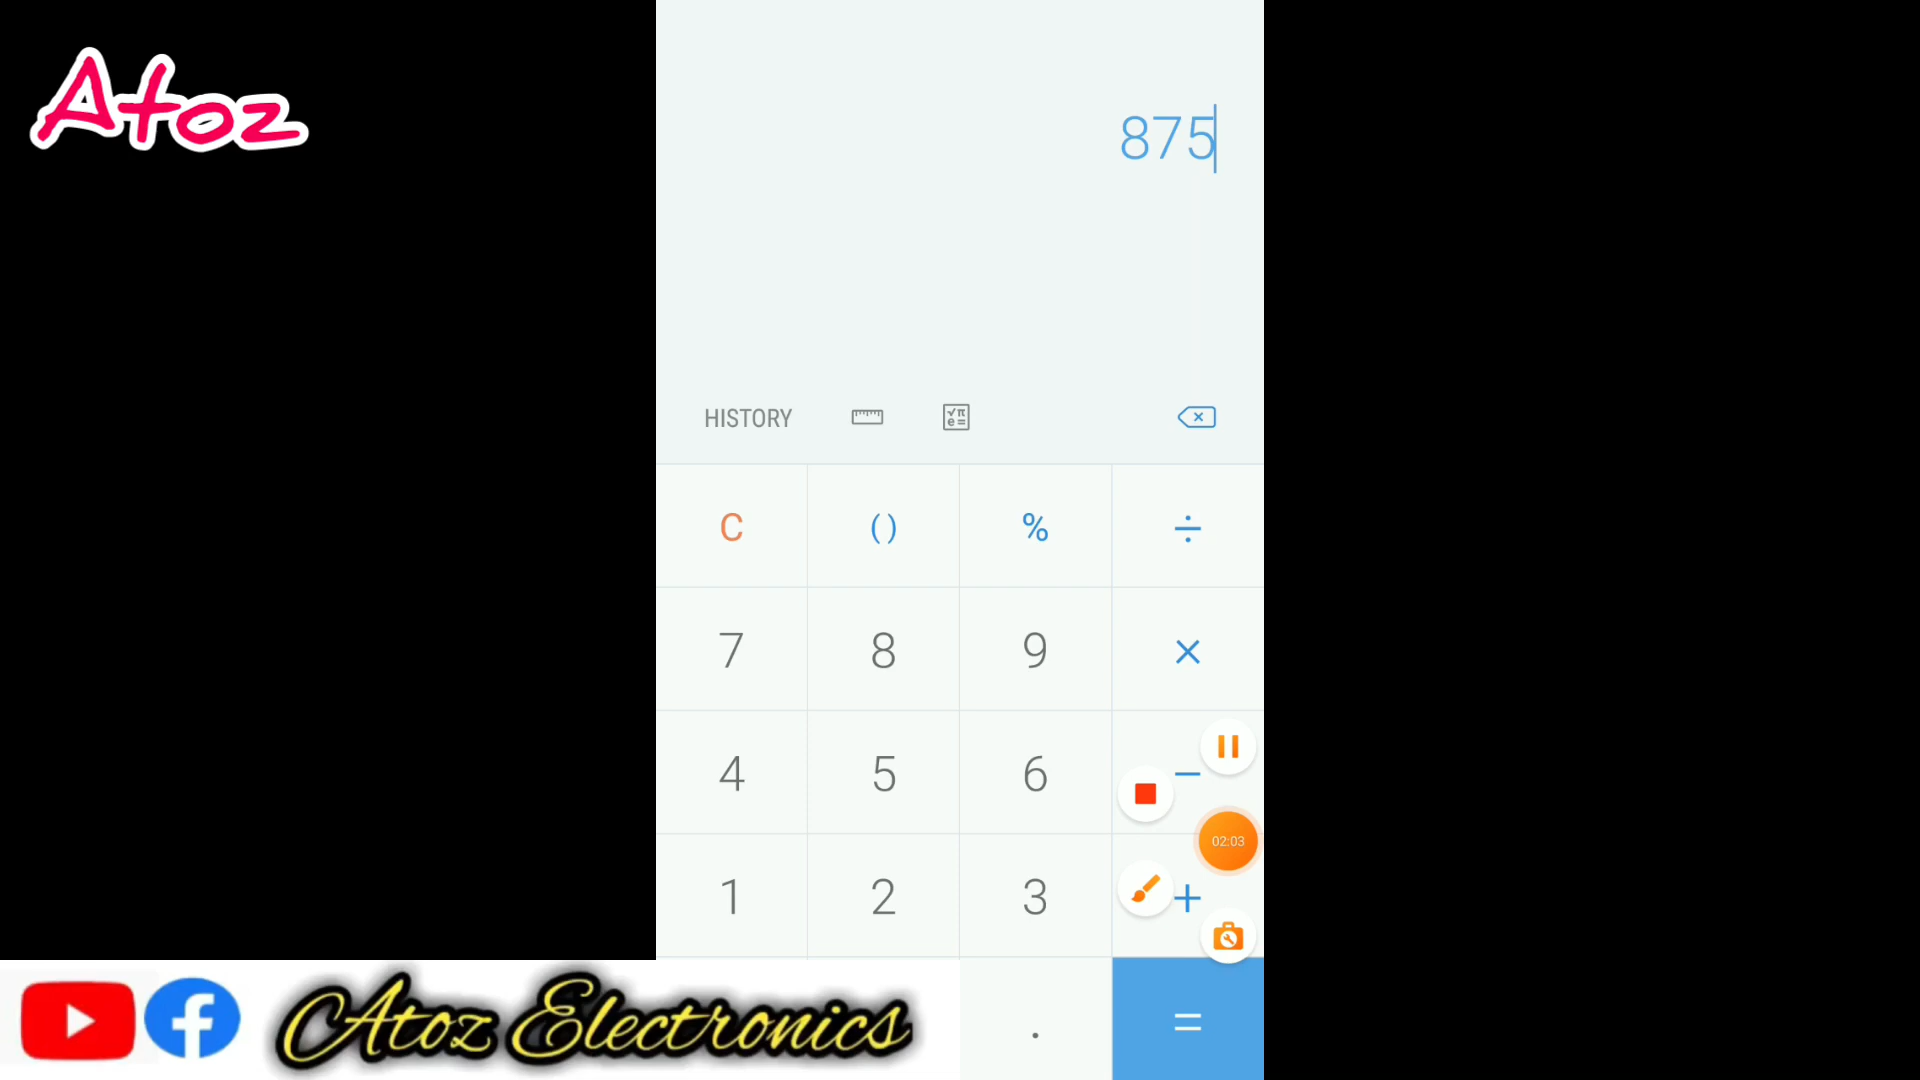 Atoz
875
HISTORY
√π
e=
C () % ÷
7 8 9 ×
4 5 6 −
02:03
1 2 3 +
Atoz Electronics
. =